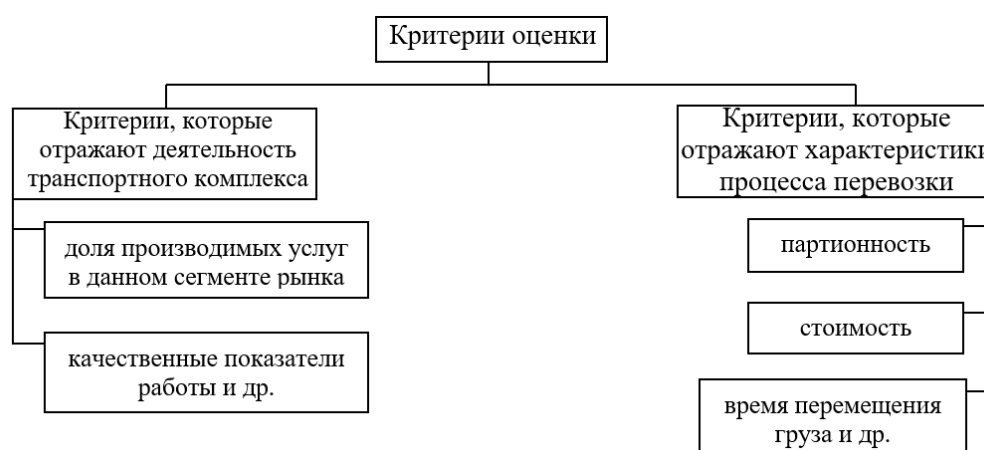 Критерии оценки
Критерии, которые
отражают деятельность
транспортного комплекса
доля производимых услуг
в данном сегменте рынка
качественные показатели
работы и др.
Критерии, которые
отражают характеристики
процесса перевозки
партионность
стоимость
время перемещения
груза и др.